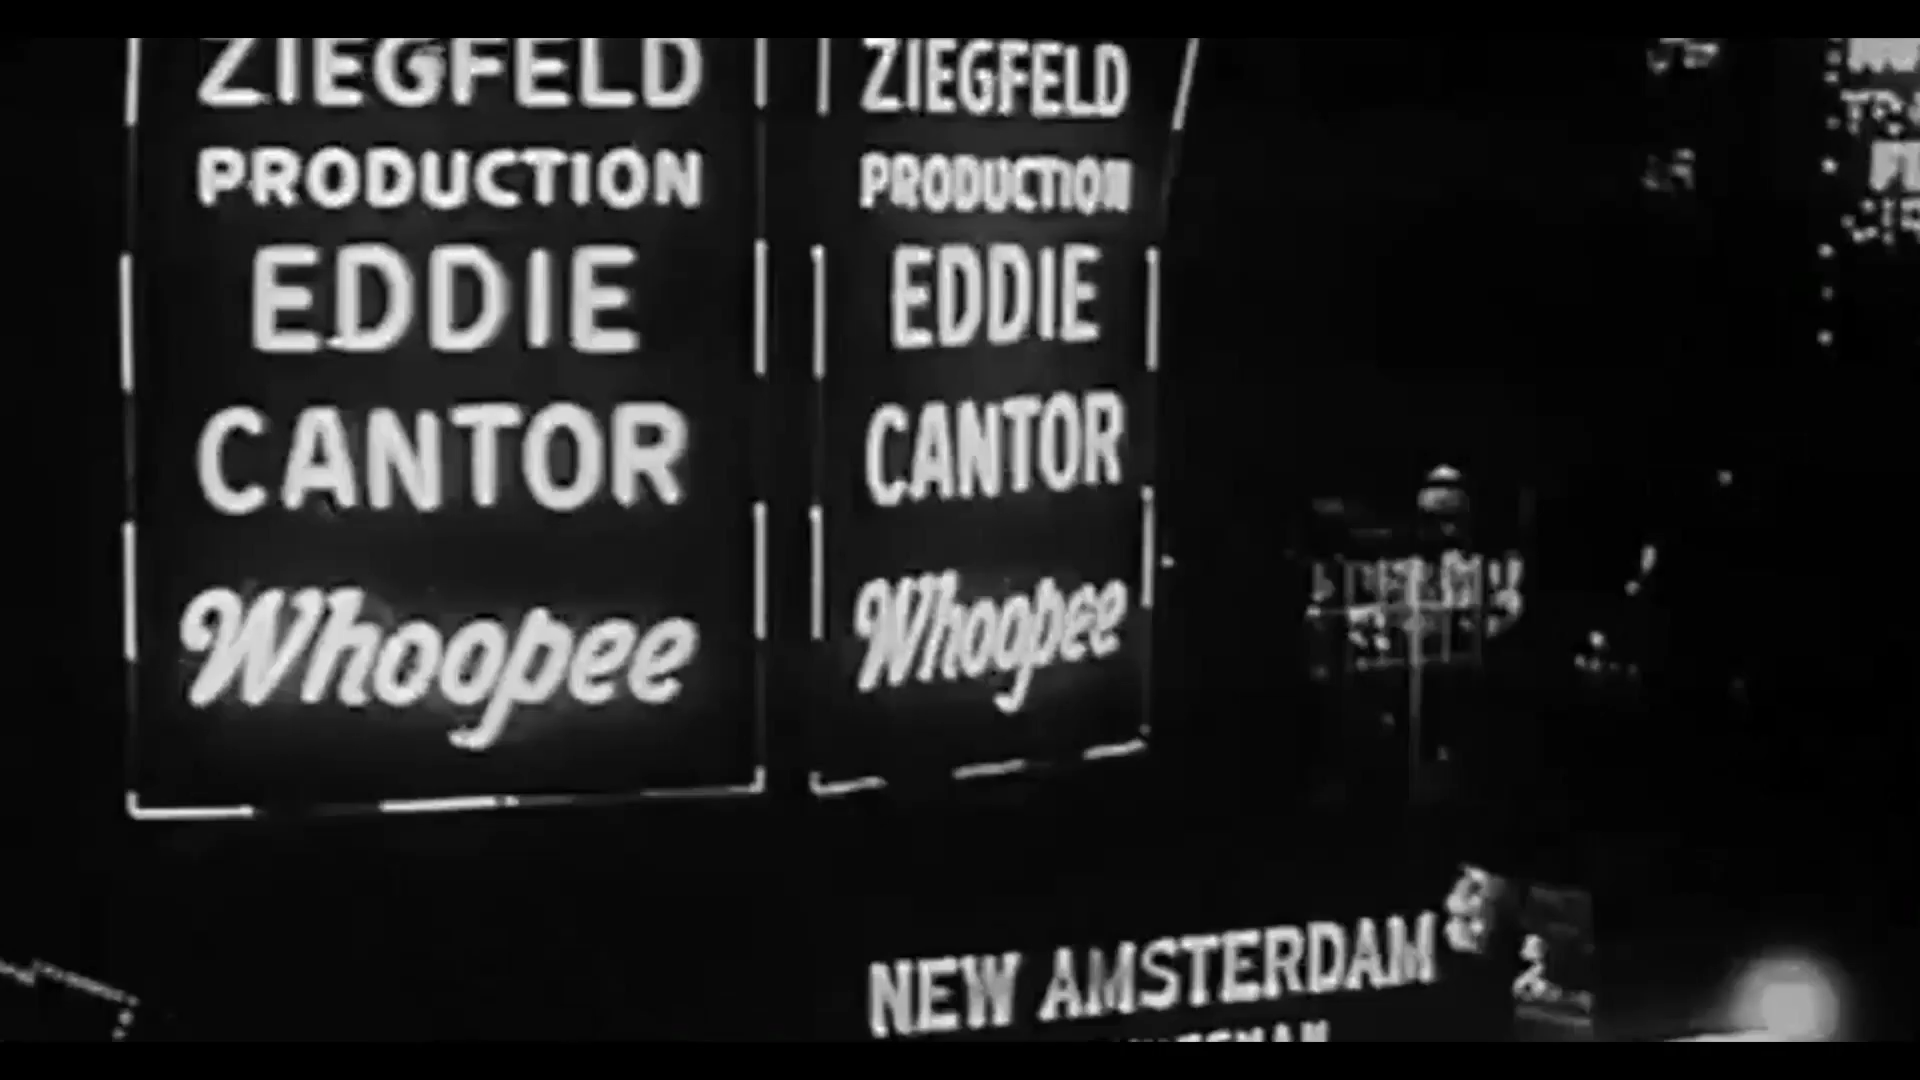 ZIEGFELD
PRODUCTION
EDDIE
CANTOR
Whoopee
ZIEGFELD
PRODUCTION
EDDIE
CANTOR
Whoopee
NEW AMSTERDAM